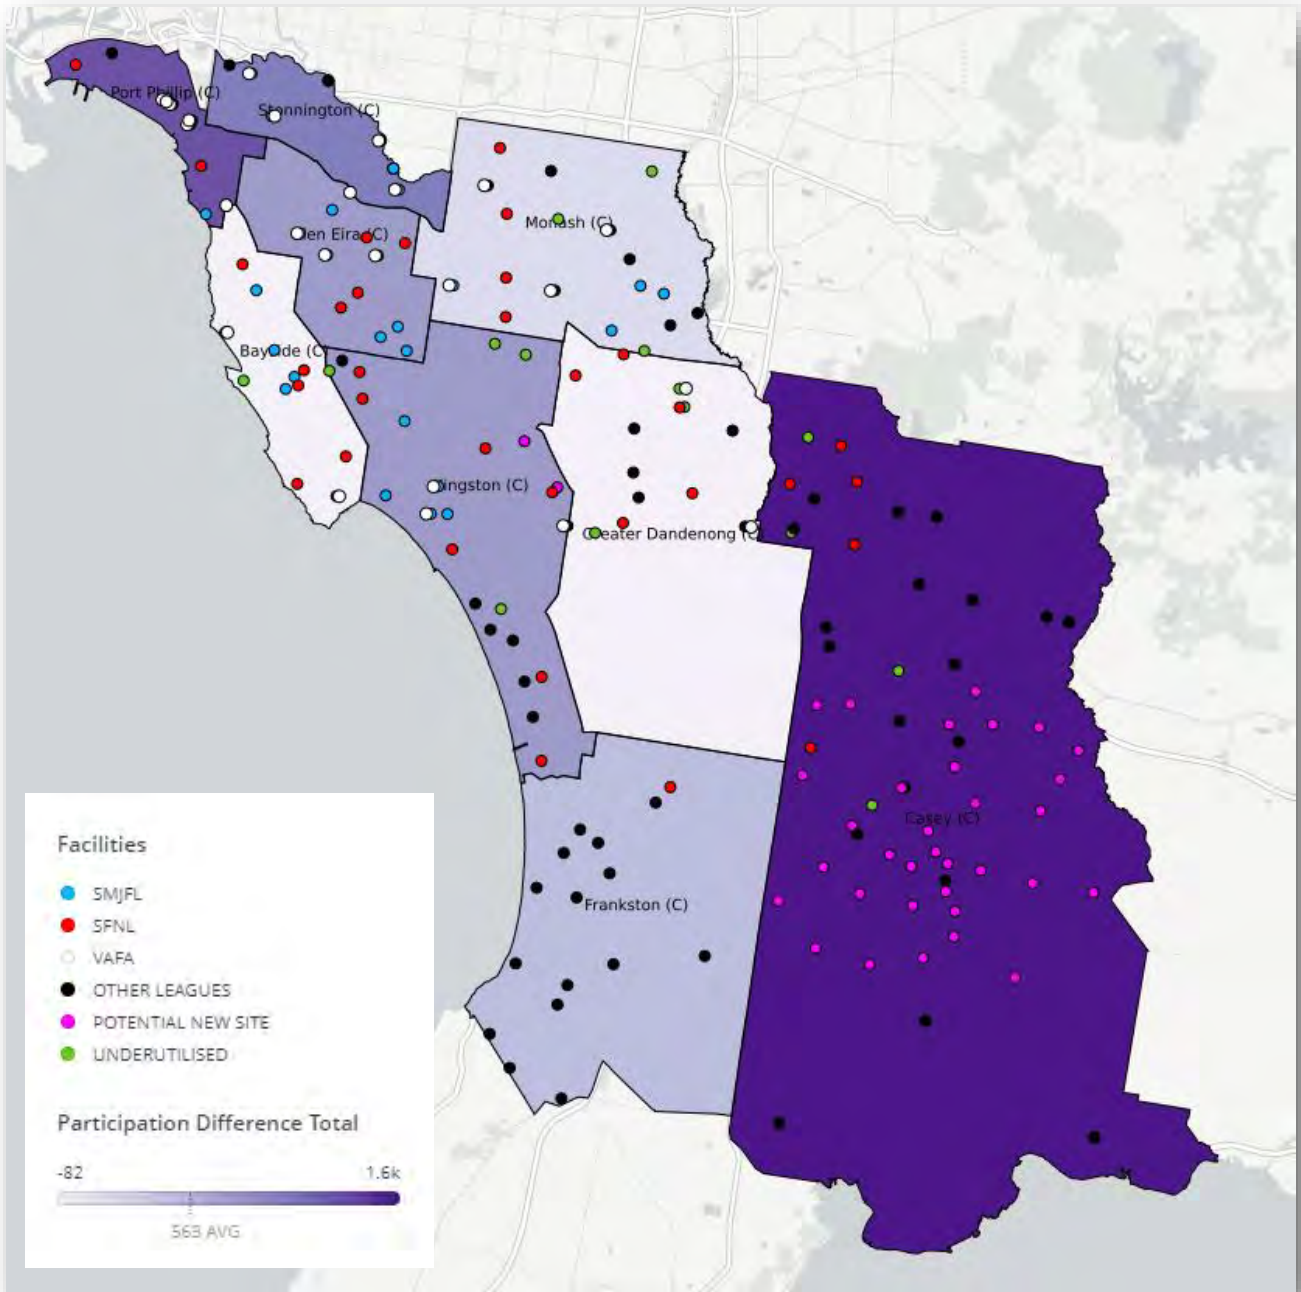 Port Phillip (C)
Stonnington (C)
Monash (C)
Glen Eira (C)
Bayside (C)
Kingston (C)
Greater Dandenong (C)
Casey (C)
Frankston (C)
Facilities
SMJFL
SFNL
VAFA
OTHER LEAGUES
POTENTIAL NEW SITE
UNDERUTILISED
Participation Difference Total
-82 1.6k
563 AVG